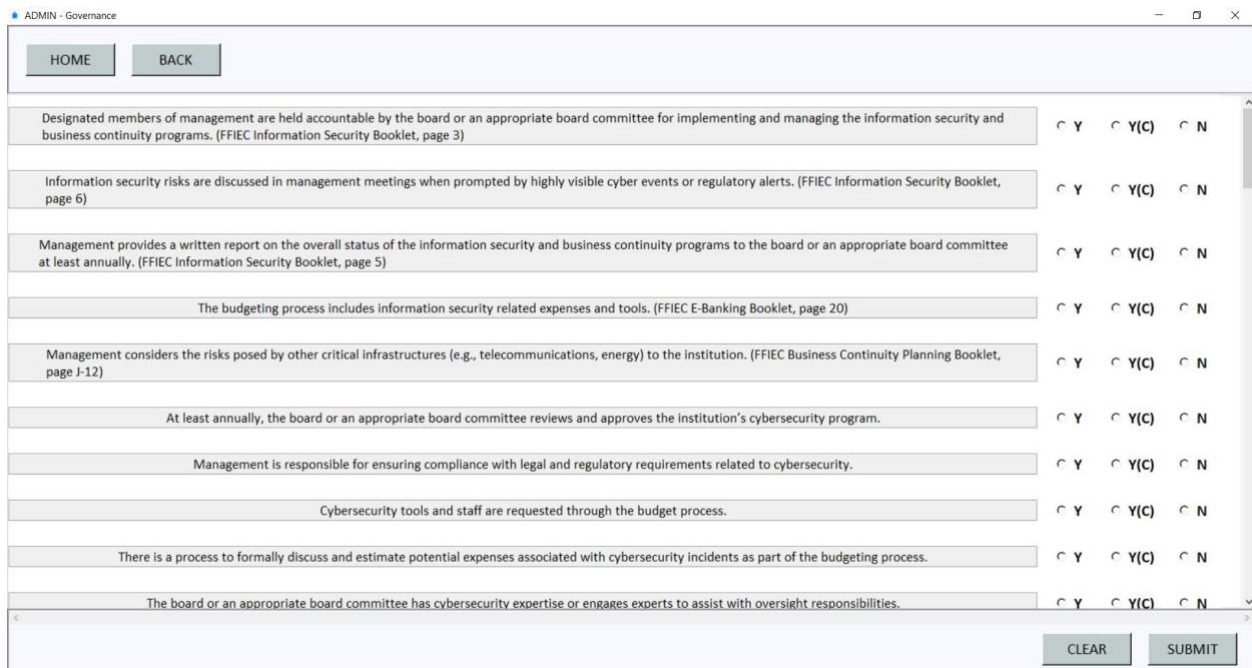 ADMIN - Governance
HOME BACK
Designated members of management are held accountable by the board or an appropriate board committee for implementing and managing the information security and
business continuity programs. (FFIEC Information Security Booklet, page 3)
Y Y(C) N
Information security risks are discussed in management meetings when prompted by highly visible cyber events or regulatory alerts. (FFIEC Information Security Booklet,
page 6)
Y Y(C) N
Management provides a written report on the overall status of the information security and business continuity programs to the board or an appropriate board committee
at least annually. (FFIEC Information Security Booklet, page 5)
Y Y(C) N
The budgeting process includes information security related expenses and tools. (FFIEC E-Banking Booklet, page 20)
Y Y(C) N
Management considers the risks posed by other critical infrastructures (e.g., telecommunications, energy) to the institution. (FFIEC Business Continuity Planning Booklet,
page J-12)
Y Y(C) N
At least annually, the board or an appropriate board committee reviews and approves the institution's cybersecurity program.
Y Y(C) N
Management is responsible for ensuring compliance with legal and regulatory requirements related to cybersecurity.
Y Y(C) N
Cybersecurity tools and staff are requested through the budget process.
Y Y(C) N
There is a process to formally discuss and estimate potential expenses associated with cybersecurity incidents as part of the budgeting process.
Y Y(C) N
The board or an appropriate board committee has cybersecurity expertise or engages experts to assist with oversight responsibilities.
Y Y(C) N
CLEAR SUBMIT